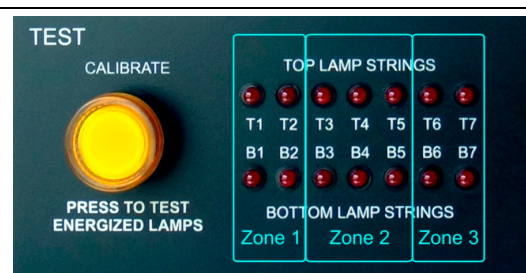 TEST
CALIBRATE
PRESS TO TEST
ENERGIZED LAMPS
TOP LAMP STRINGS
T1 T2 T3 T4 T5 T6 T7
B1 B2 B3 B4 B5 B6 B7
BOTTOM LAMP STRINGS
Zone 1 Zone 2 Zone 3